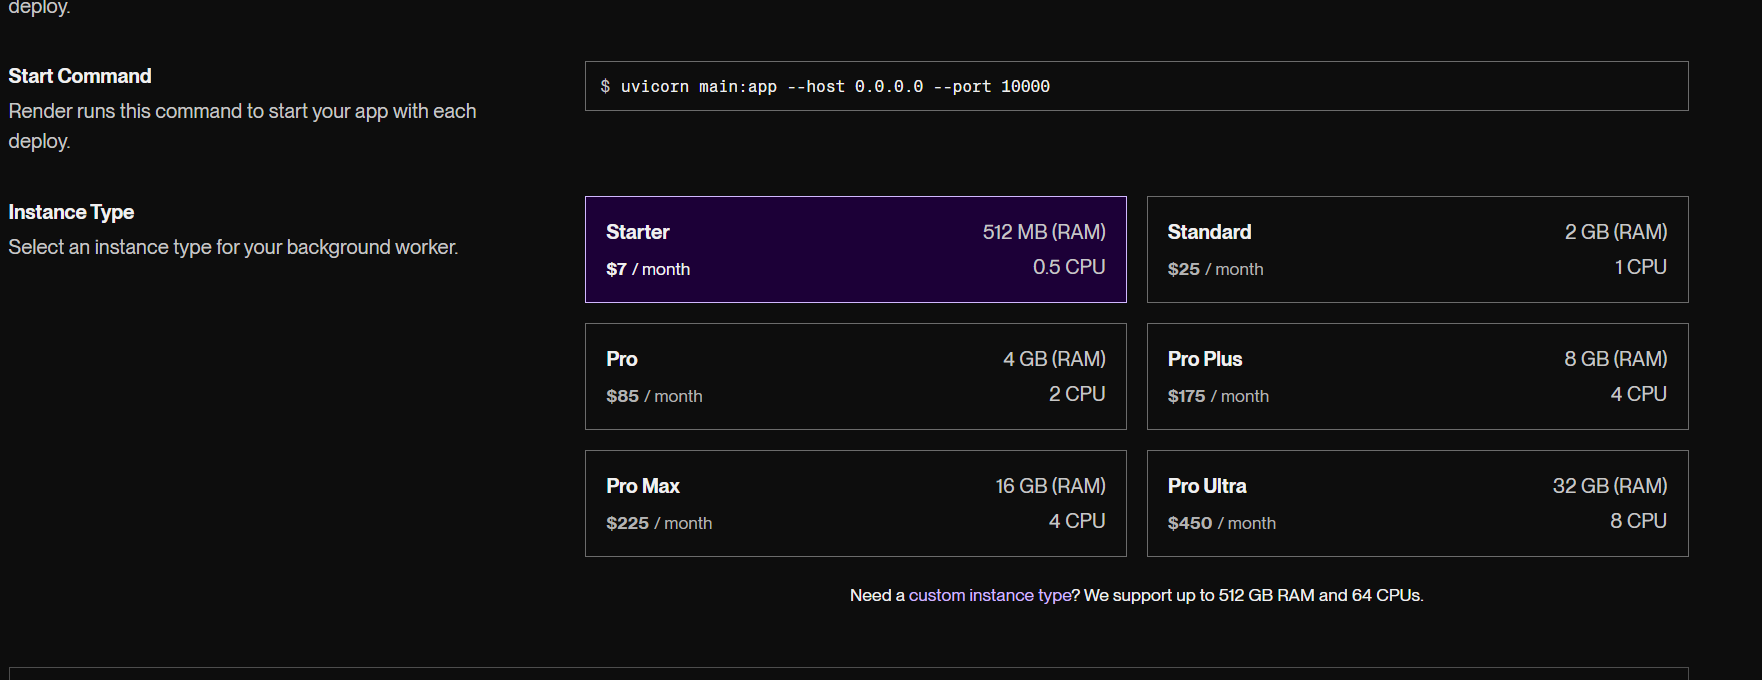 deploy.
Start Command
Render runs this command to start your app with each
deploy.
$ uvicorn main:app --host 0.0.0.0 --port 10000
Instance Type
Select an instance type for your background worker.
Starter 512 MB (RAM)
$7 / month 0.5 CPU
Standard 2 GB (RAM)
$25 / month 1 CPU
Pro 4 GB (RAM)
$85 / month 2 CPU
Pro Plus 8 GB (RAM)
$175 / month 4 CPU
Pro Max 16 GB (RAM)
$225 / month 4 CPU
Pro Ultra 32 GB (RAM)
$450 / month 8 CPU
Need a custom instance type? We support up to 512 GB RAM and 64 CPUs.